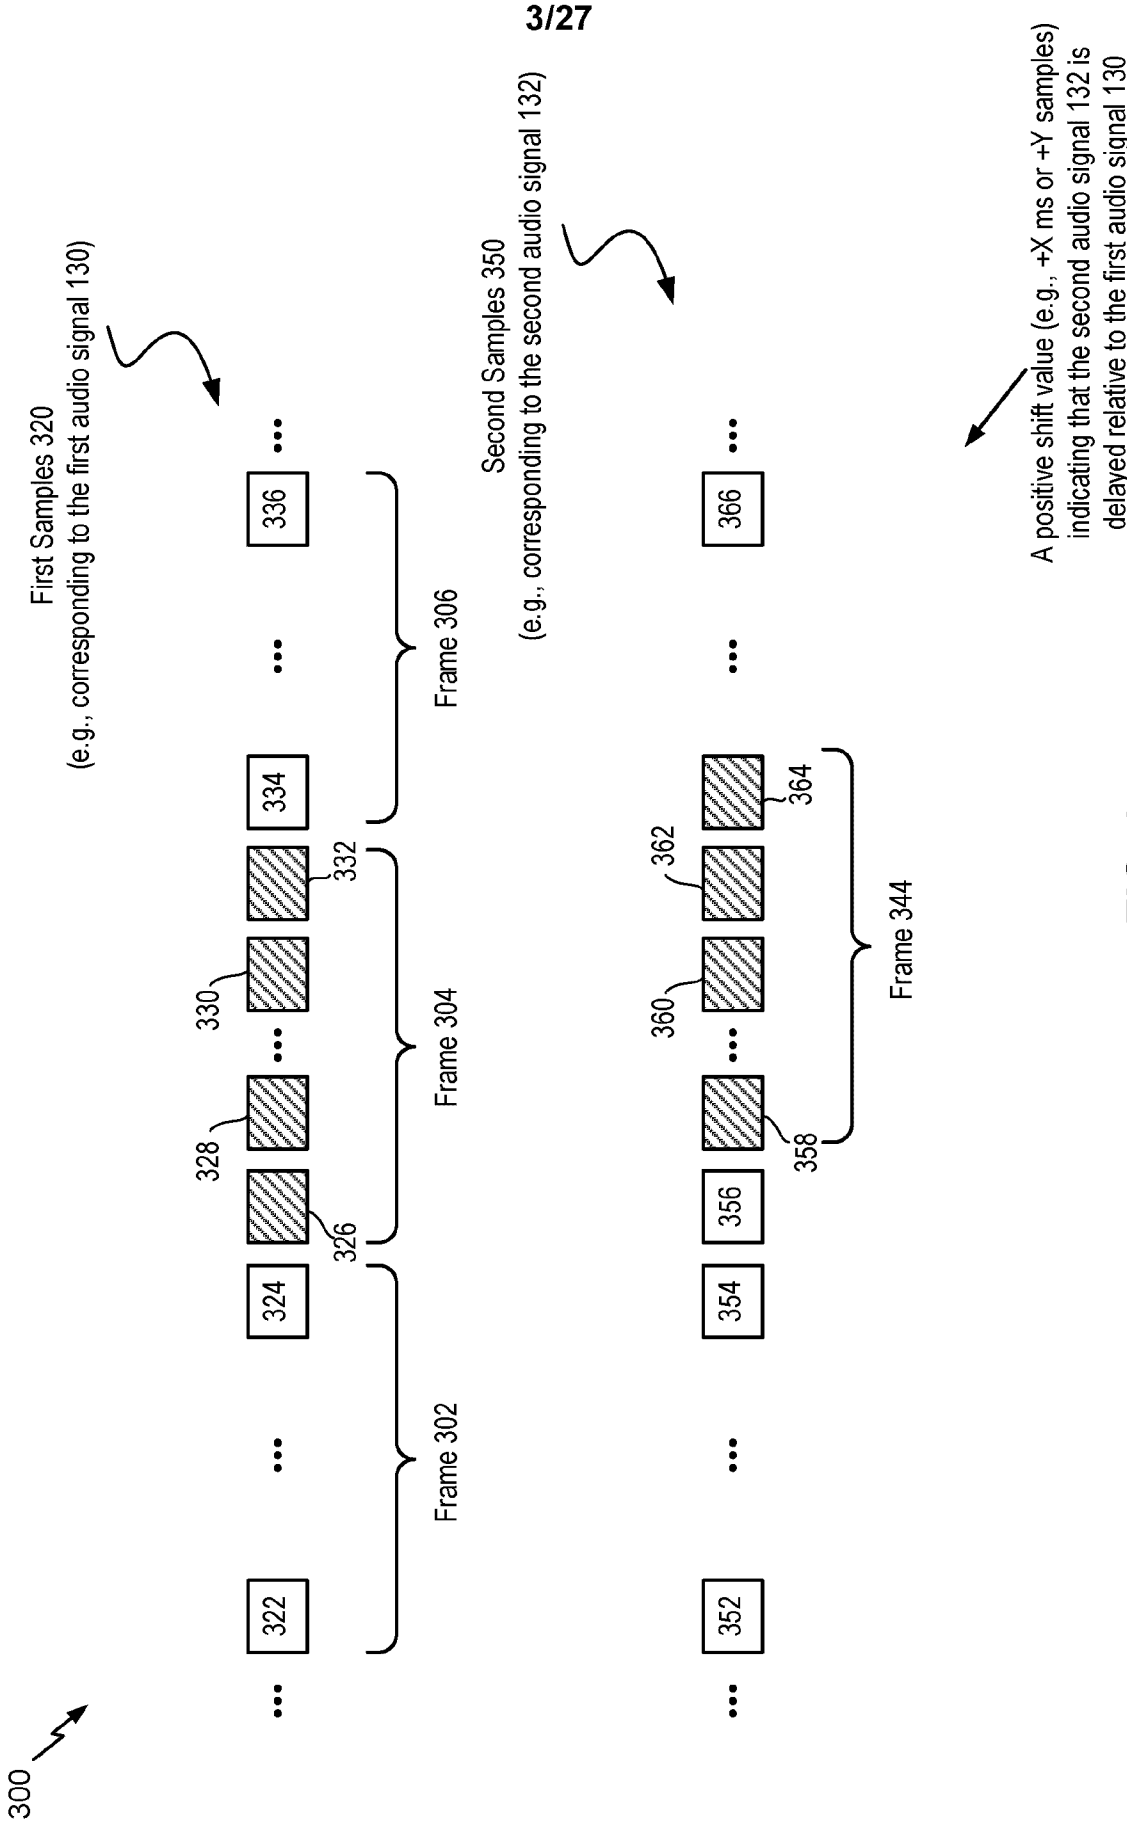 3/27
300
First Samples 320
(e.g., corresponding to the first audio signal 130)
322
324
326
328
330
332
334
336
Frame 302
Frame 304
Frame 306
Second Samples 350
(e.g., corresponding to the second audio signal 132)
352
354
356
358
360
362
364
366
Frame 344
A positive shift value (e.g., +X ms or +Y samples)
indicating that the second audio signal 132 is
delayed relative to the first audio signal 130